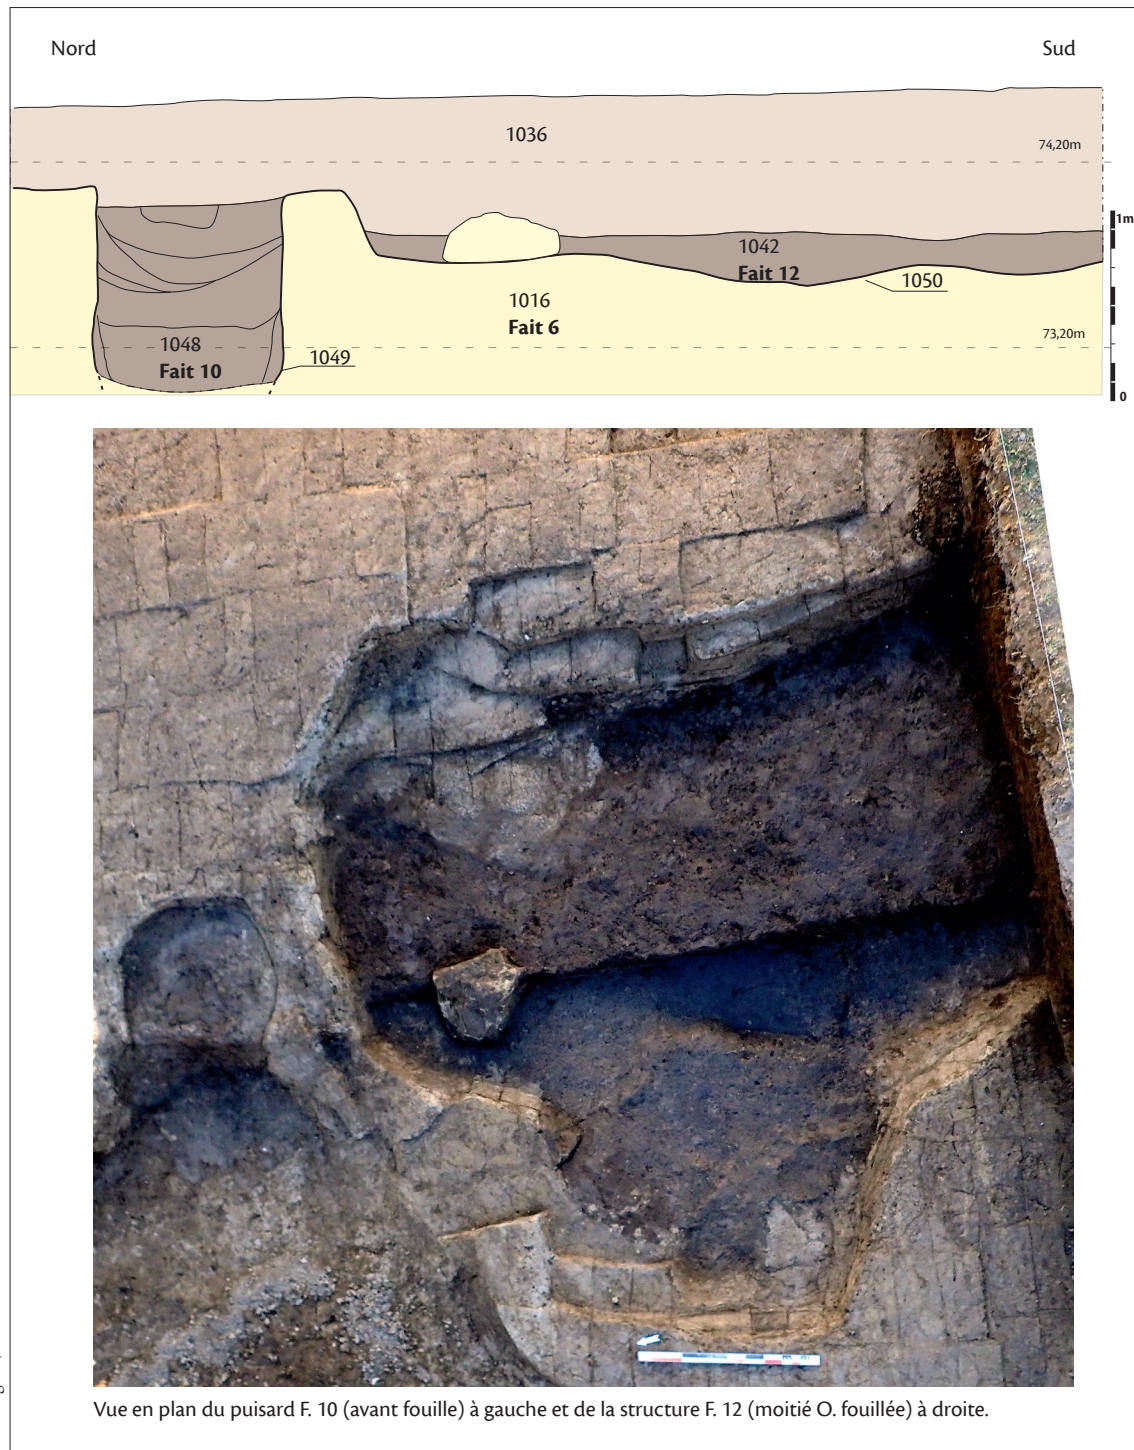 Nord
Sud
1036
74,20m
1m
1042
Fait 12
1050
1016
Fait 6
73,20m
1048
Fait 10
1049
0
Vue en plan du puisard F. 10 (avant fouille) à gauche et de la structure F. 12 (moitié O. fouillée) à droite.